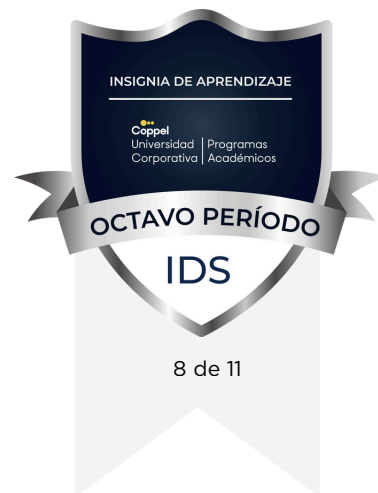 INSIGNIA DE APRENDIZAJE
Coppel
Universidad | Programas
Corporativa | Académicos
OCTAVO PERÍODO
IDS
8 de 11